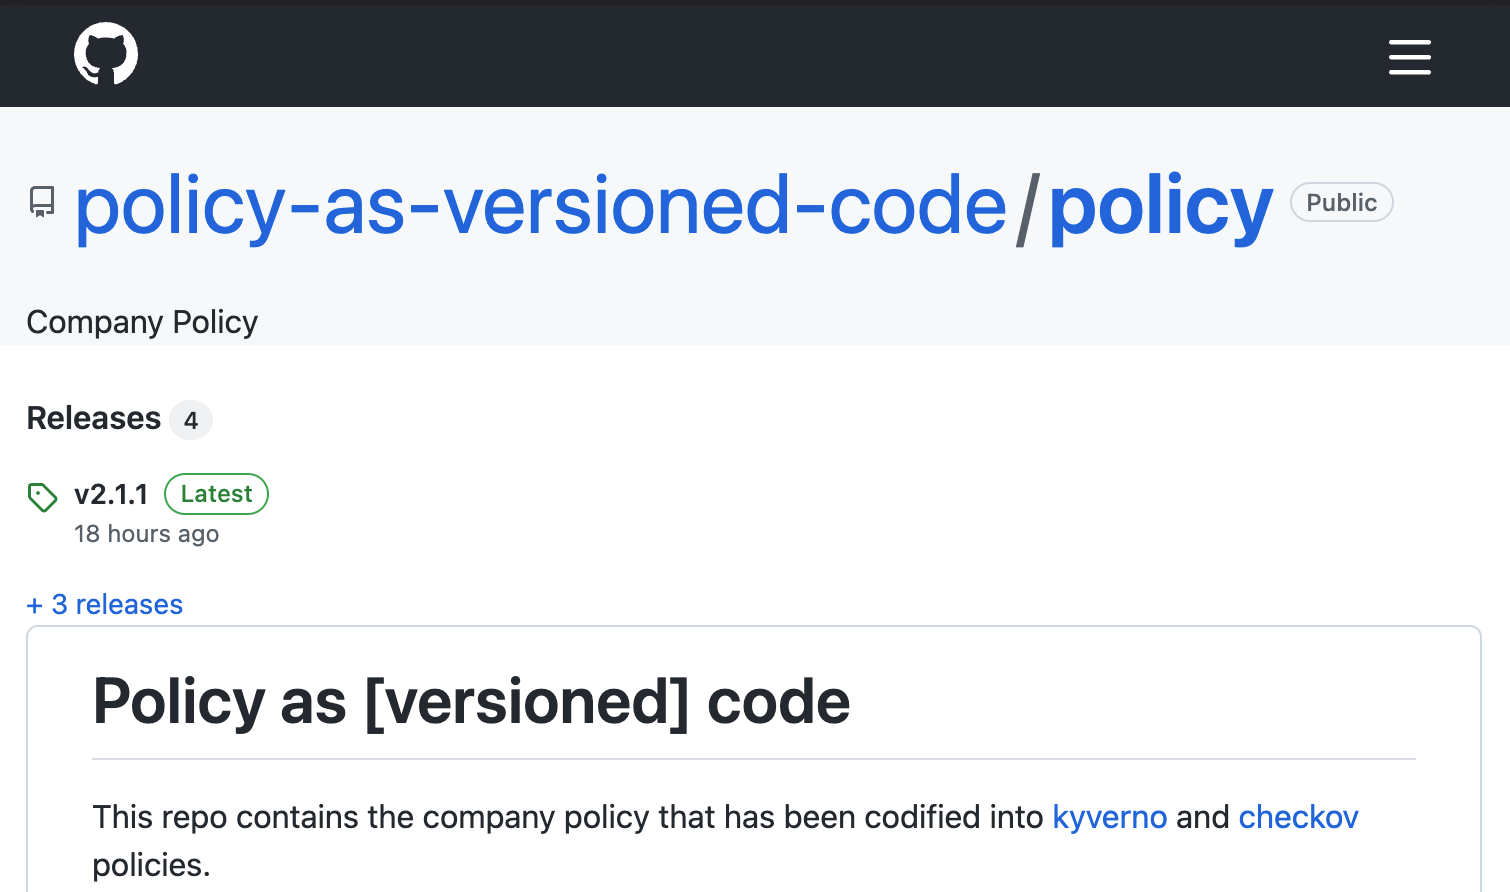 policy-as-versioned-code/policy Public
Company Policy
Releases 4
v2.1.1 Latest
18 hours ago
+ 3 releases
Policy as [versioned] code
This repo contains the company policy that has been codified into kyverno and checkov
policies.